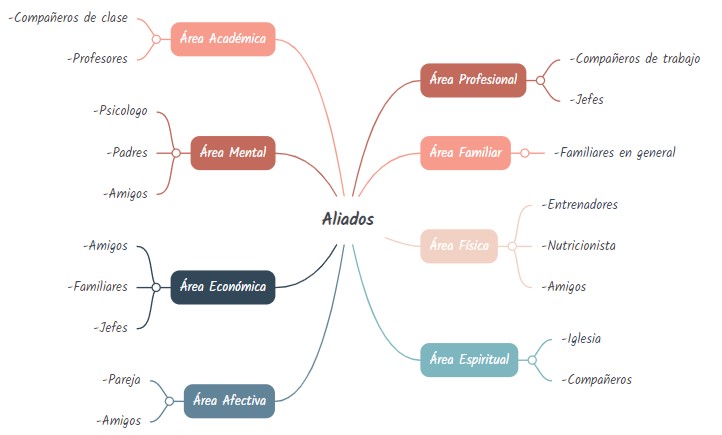 -Compañeros de clase
Área Académica
-Profesores
-Psicologo
Área Mental
-Padres
-Amigos
Aliados
-Amigos
Área Económica
-Familiares
-Jefes
-Pareja
Área Afectiva
-Amigos
Área Profesional
-Compañeros de trabajo
-Jefes
Área Familiar
-Familiares en general
Área Física
-Entrenadores
-Nutricionista
-Amigos
Área Espiritual
-Iglesia
-Compañeros